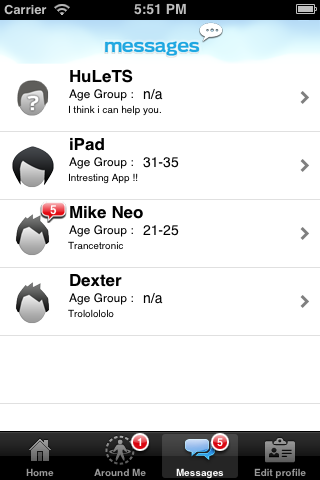 Carrier 5:51 PM
messages
HuLeTS
Age Group : n/a
I think i can help you.
?
iPad
Age Group : 31-35
Intresting App !!
5
Mike Neo
Age Group : 21-25
Trancetronic
Dexter
Age Group : n/a
Trololololo
1 5
Home Around Me Messages Edit profile